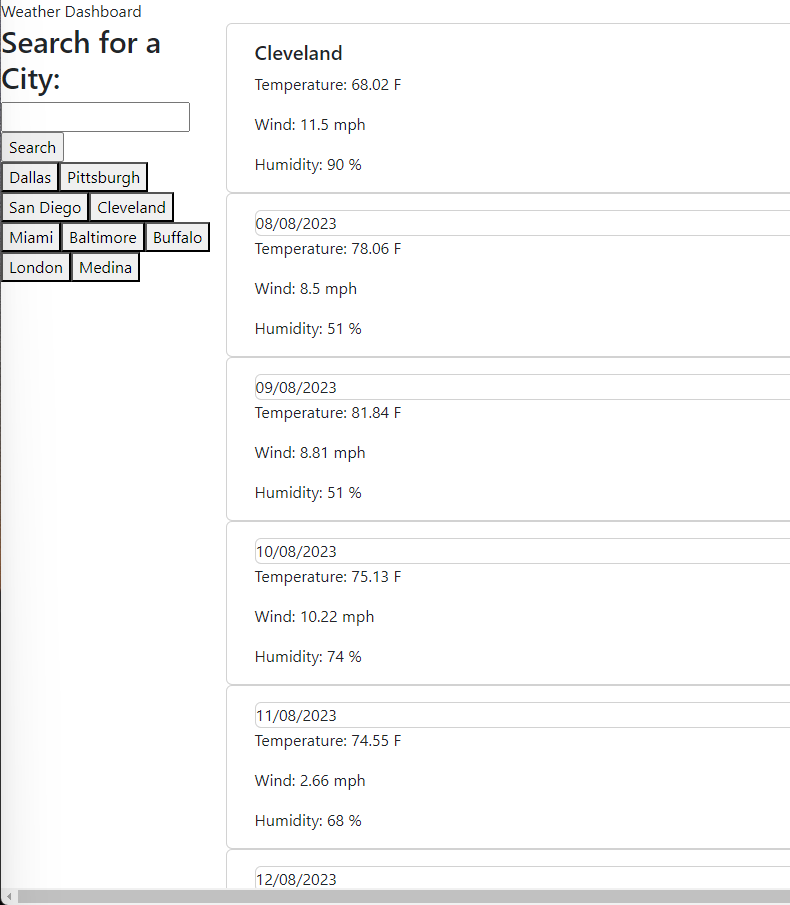 Weather Dashboard
Search for a
City:
Search
Dallas Pittsburgh
San Diego Cleveland
Miami Baltimore Buffalo
London Medina
Cleveland
Temperature: 68.02 F
Wind: 11.5 mph
Humidity: 90 %
08/08/2023
Temperature: 78.06 F
Wind: 8.5 mph
Humidity: 51 %
09/08/2023
Temperature: 81.84 F
Wind: 8.81 mph
Humidity: 51 %
10/08/2023
Temperature: 75.13 F
Wind: 10.22 mph
Humidity: 74 %
11/08/2023
Temperature: 74.55 F
Wind: 2.66 mph
Humidity: 68 %
12/08/2023